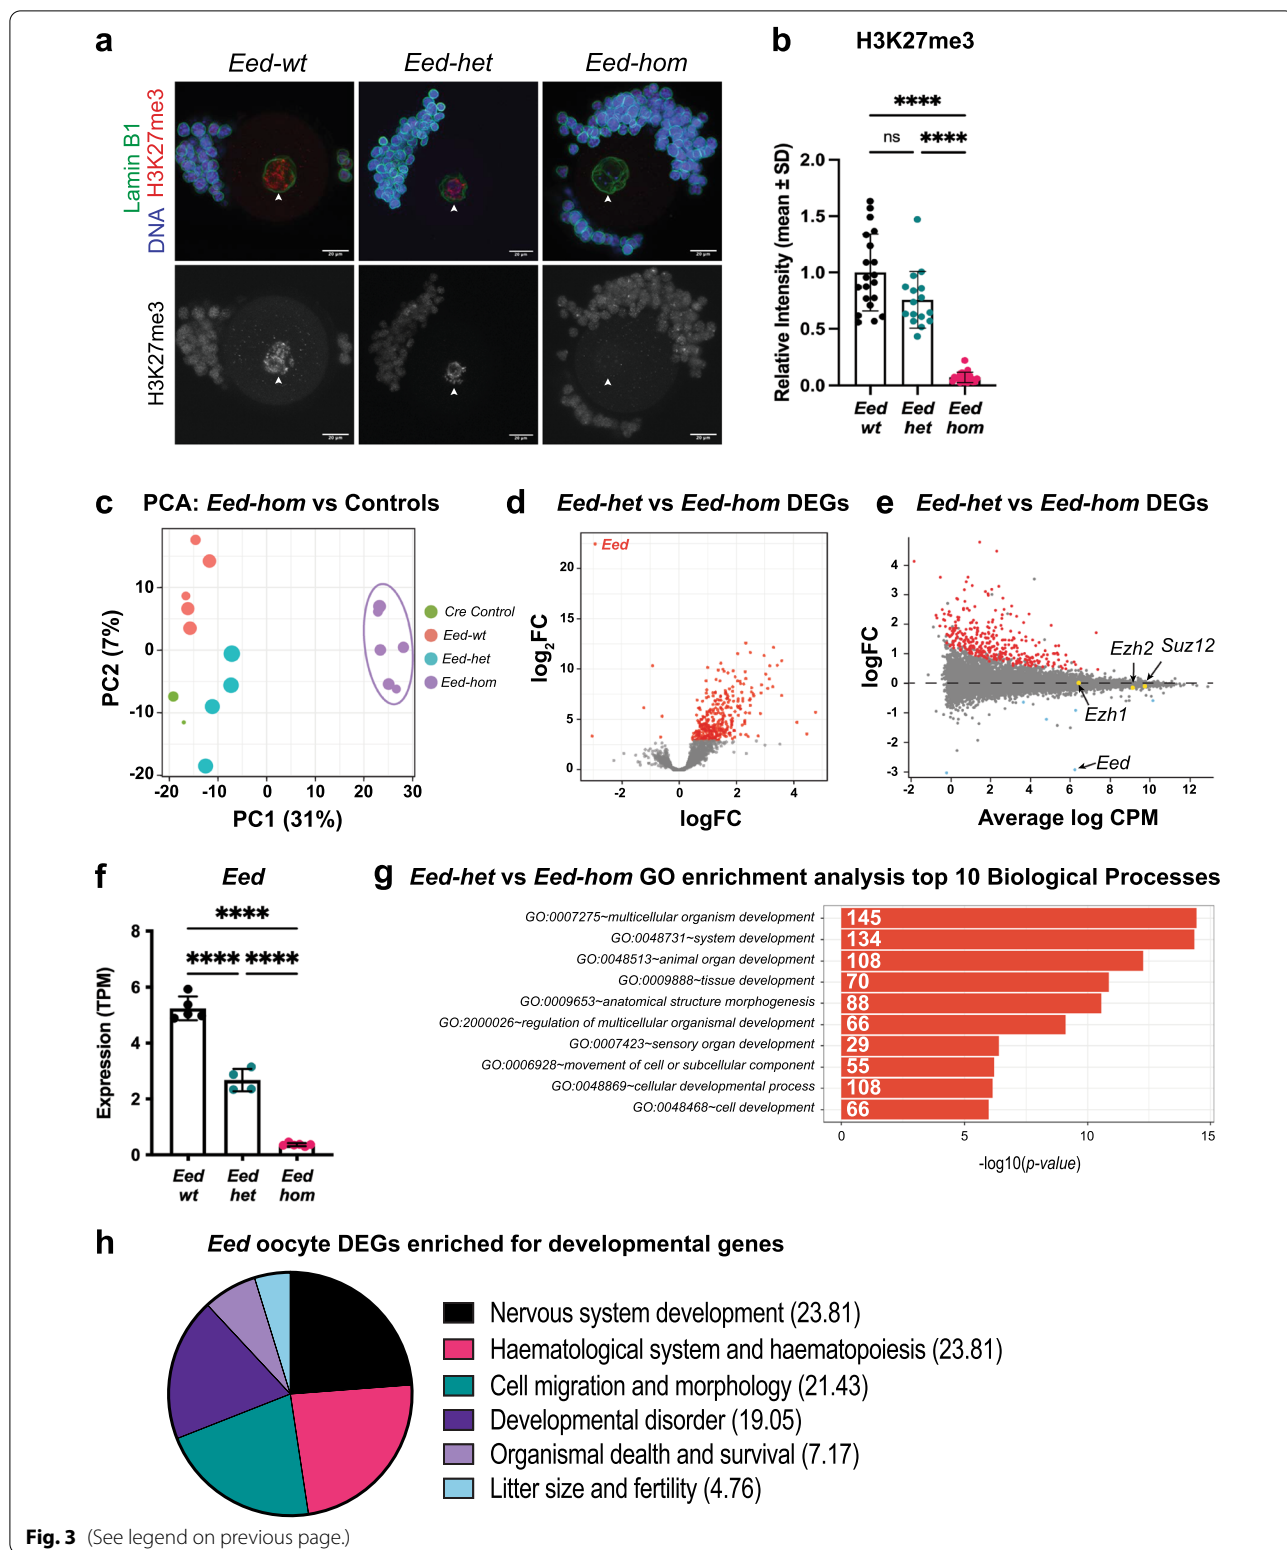 a
Eed-wt
Eed-het
Eed-hom
DNA H3K27me3
Lamin B1
H3K27me3
20 µm
20 µm
20 µm
20 µm
20 µm
20 µm
b
H3K27me3
****
ns
****
Relative Intensity (mean ± SD)
2.0
1.5
1.0
0.5
0.0
Eed wt
Eed het
Eed hom
c
PCA: Eed-hom vs Controls
PC2 (7%)
10
0
-10
-20
-20
-10
0
10
20
30
PC1 (31%)
Cre Control
Eed-wt
Eed-het
Eed-hom
d
Eed-het vs Eed-hom DEGs
Eed
log2FC
20
15
10
5
0
-2
0
2
4
logFC
e
Eed-het vs Eed-hom DEGs
logFC
4
3
2
1
0
-1
-2
-3
Ezh2
Suz12
Ezh1
Eed
-2
0
2
4
6
8
10
12
Average log CPM
f
Eed
****
****
****
Expression (TPM)
8
6
4
2
0
Eed wt
Eed het
Eed hom
g
Eed-het vs Eed-hom GO enrichment analysis top 10 Biological Processes
GO:0007275~multicellular organism development 145
GO:0048731~system development 134
GO:0048513~animal organ development 108
GO:0009888~tissue development 70
GO:0009653~anatomical structure morphogenesis 88
GO:2000026~regulation of multicellular organismal development 66
GO:0007423~sensory organ development 29
GO:0006928~movement of cell or subcellular component 55
GO:0048869~cellular developmental process 108
GO:0048468~cell development 66
0
5
10
15
-log10(p-value)
h
Eed oocyte DEGs enriched for developmental genes
Nervous system development (23.81)
Haematological system and haematopoiesis (23.81)
Cell migration and morphology (21.43)
Developmental disorder (19.05)
Organismal dealth and survival (7.17)
Litter size and fertility (4.76)
Fig. 3 (See legend on previous page.)